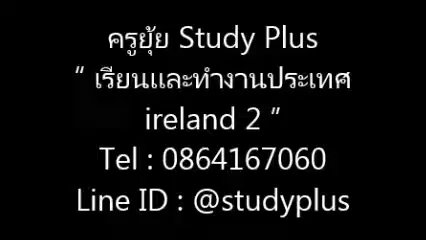 ครูยุ้ย Study Plus
“ เรียนและทำงานประเทศ
ireland 2 ”
Tel : 0864167060
Line ID : @studyplus